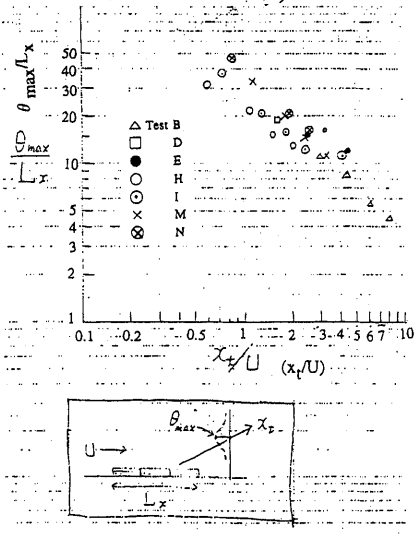 θ max/Lx
θmax
Lx
50
40
30
20
10
5
4
3
2
1
△ Test B
□ D
● E
○ H
⊙ I
× M
⊗ N
0.1 0.2 0.5 1 2 3 4 5 6 7 10
xt/U (xt/U)
θmax
xt
U
Lx